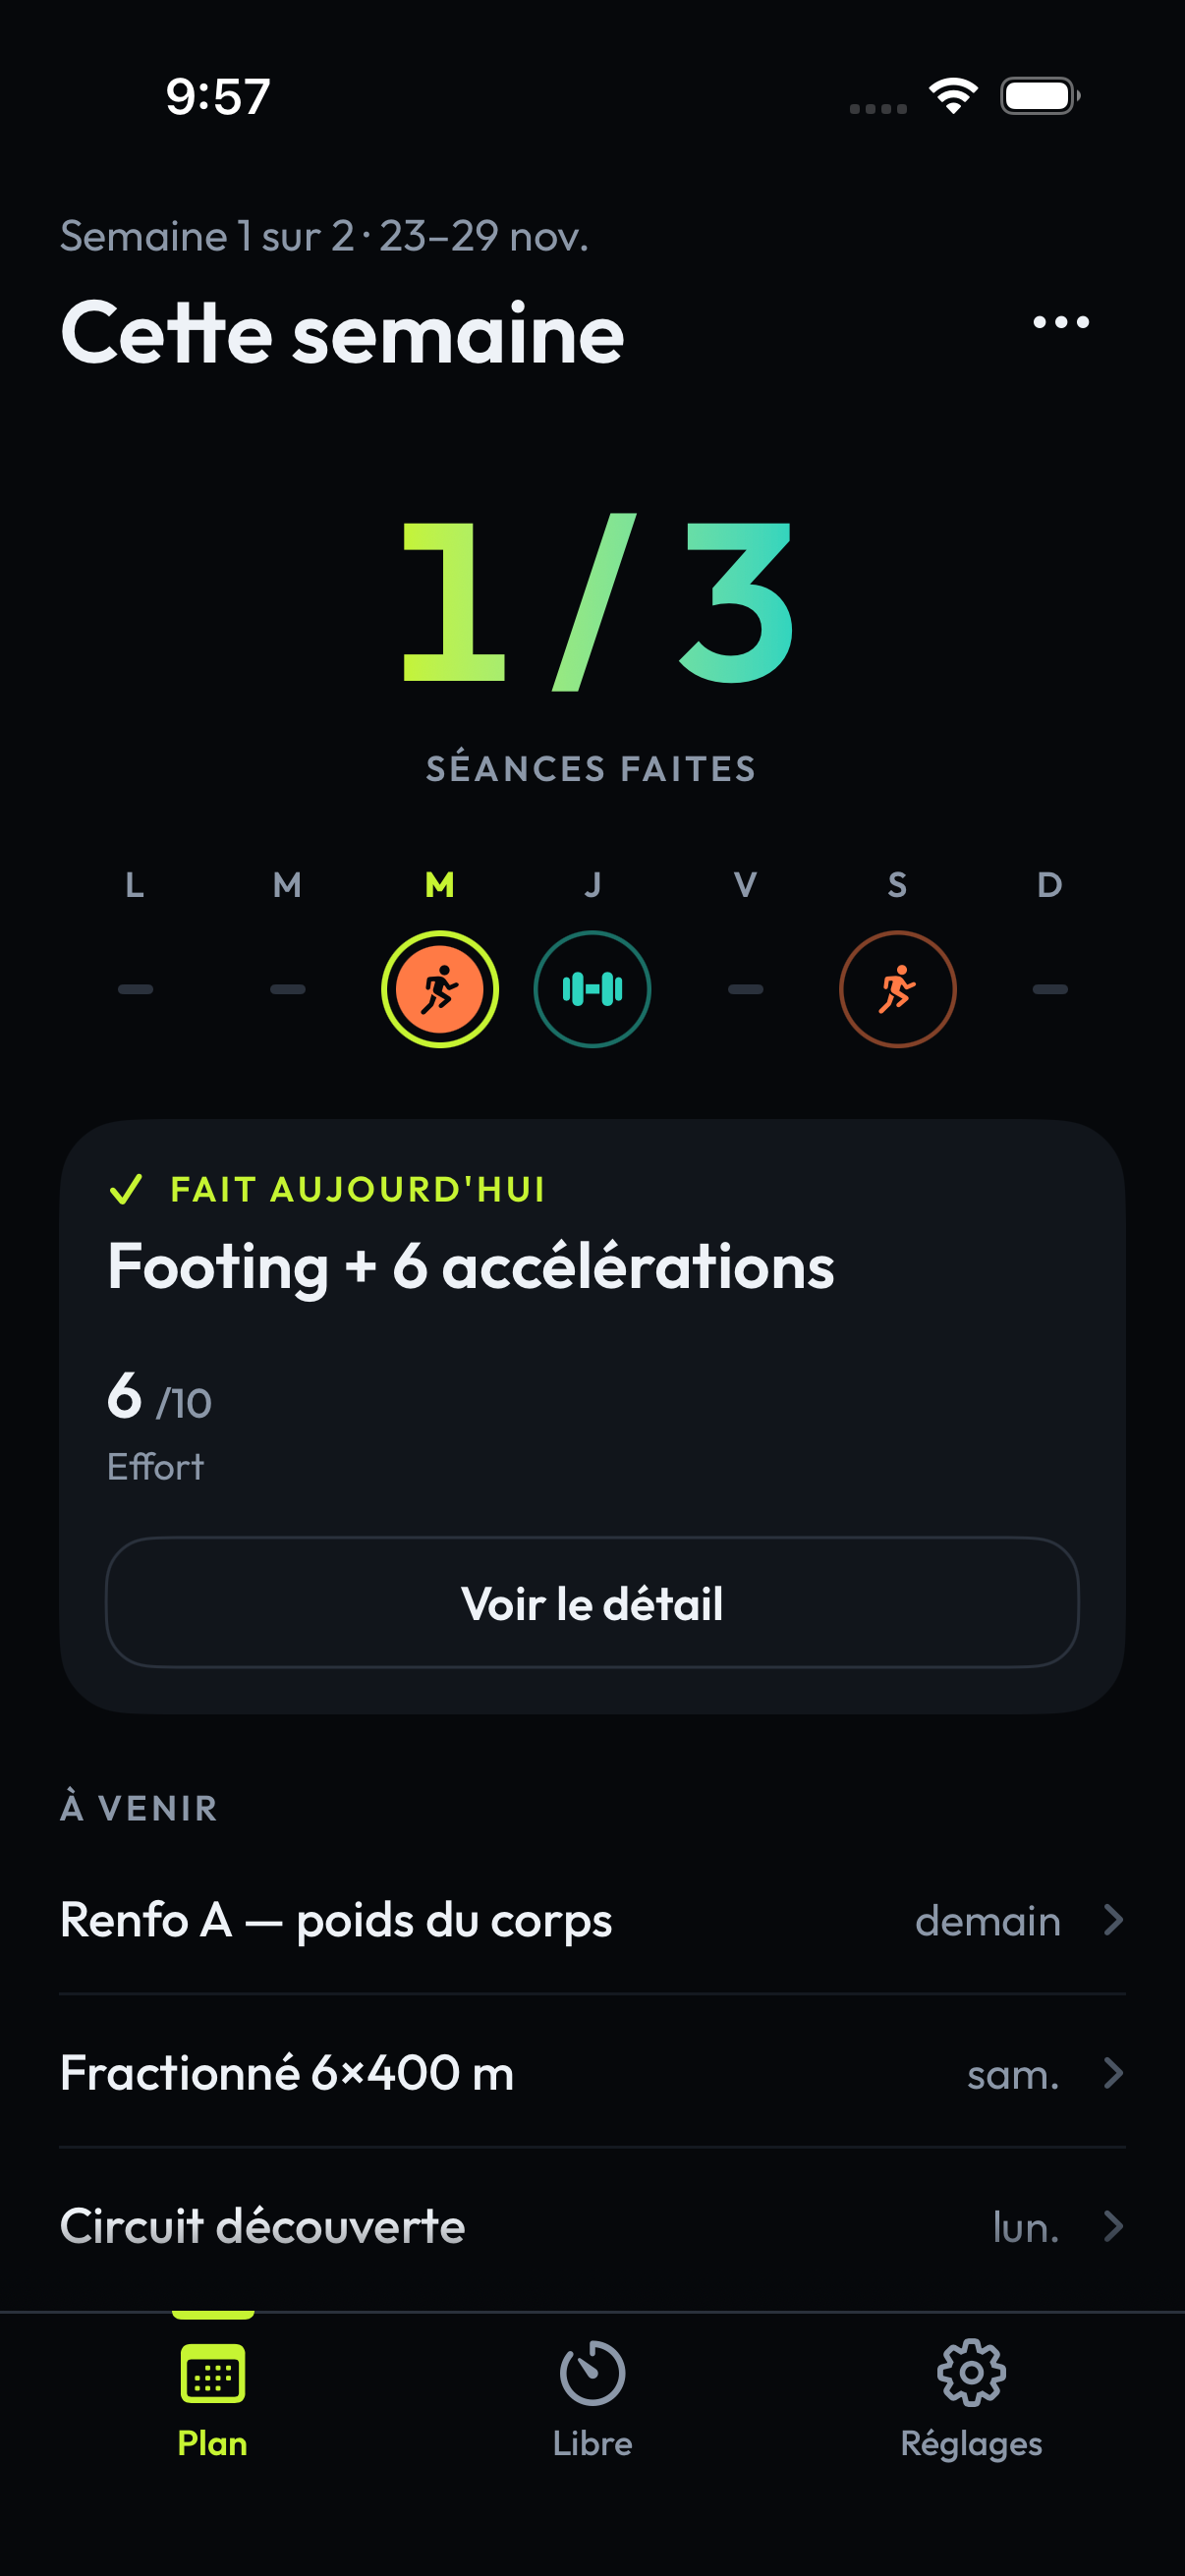 9:57
Semaine 1 sur 2 · 23–29 nov.
Cette semaine
1/3
SÉANCES FAITES
L M M J V S D
FAIT AUJOURD'HUI
Footing + 6 accélérations
6 /10
Effort
Voir le détail
À VENIR
Renfo A — poids du corps demain
Fractionné 6×400 m sam.
Circuit découverte lun.
Plan Libre Réglages